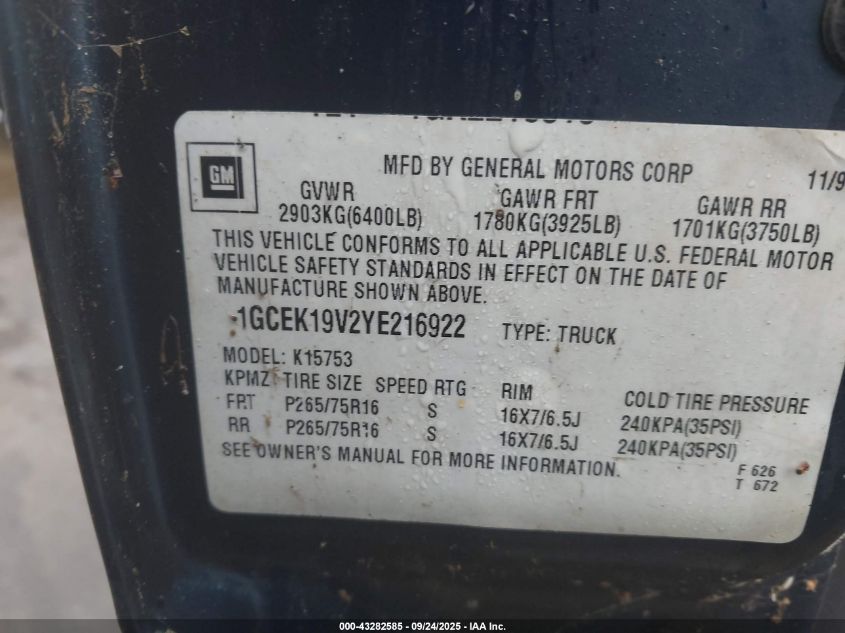 GM
MFD BY GENERAL MOTORS CORP 11/9
GVWR GAWR FRT GAWR RR
2903KG(6400LB) 1780KG(3925LB) 1701KG(3750LB)
THIS VEHICLE CONFORMS TO ALL APPLICABLE U.S. FEDERAL MOTOR
VEHICLE SAFETY STANDARDS IN EFFECT ON THE DATE OF
MANUFACTURE SHOWN ABOVE.
1GCEK19V2YE216922 TYPE: TRUCK
MODEL: K15753
KPMZ TIRE SIZE SPEED RTG RIM COLD TIRE PRESSURE
FRT P265/75R16 S 16X7/6.5J 240KPA(35PSI)
RR P265/75R16 S 16X7/6.5J 240KPA(35PSI)
SEE OWNER'S MANUAL FOR MORE INFORMATION.
F 626
T 672
000-43282585 - 09/24/2025 - IAA Inc.